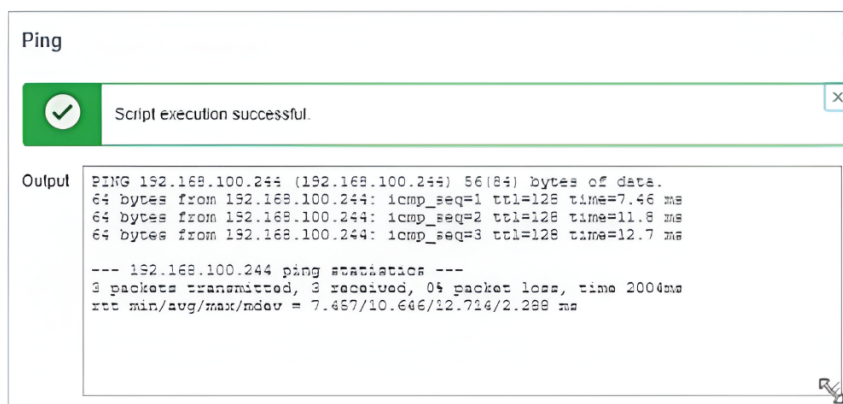 Ping
Script execution successful.
Output
PING 192.168.100.244 (192.168.100.244) 56(84) bytes of data.
64 bytes from 192.168.100.244: icmp_seq=1 ttl=128 time=7.46 ms
64 bytes from 192.168.100.244: icmp_seq=2 ttl=128 time=11.8 ms
64 bytes from 192.168.100.244: icmp_seq=3 ttl=128 time=12.7 ms
--- 192.168.100.244 ping statistics ---
3 packets transmitted, 3 received, 0% packet loss, time 2004ms
rtt min/avg/max/mdev = 7.467/10.646/12.714/2.288 ms